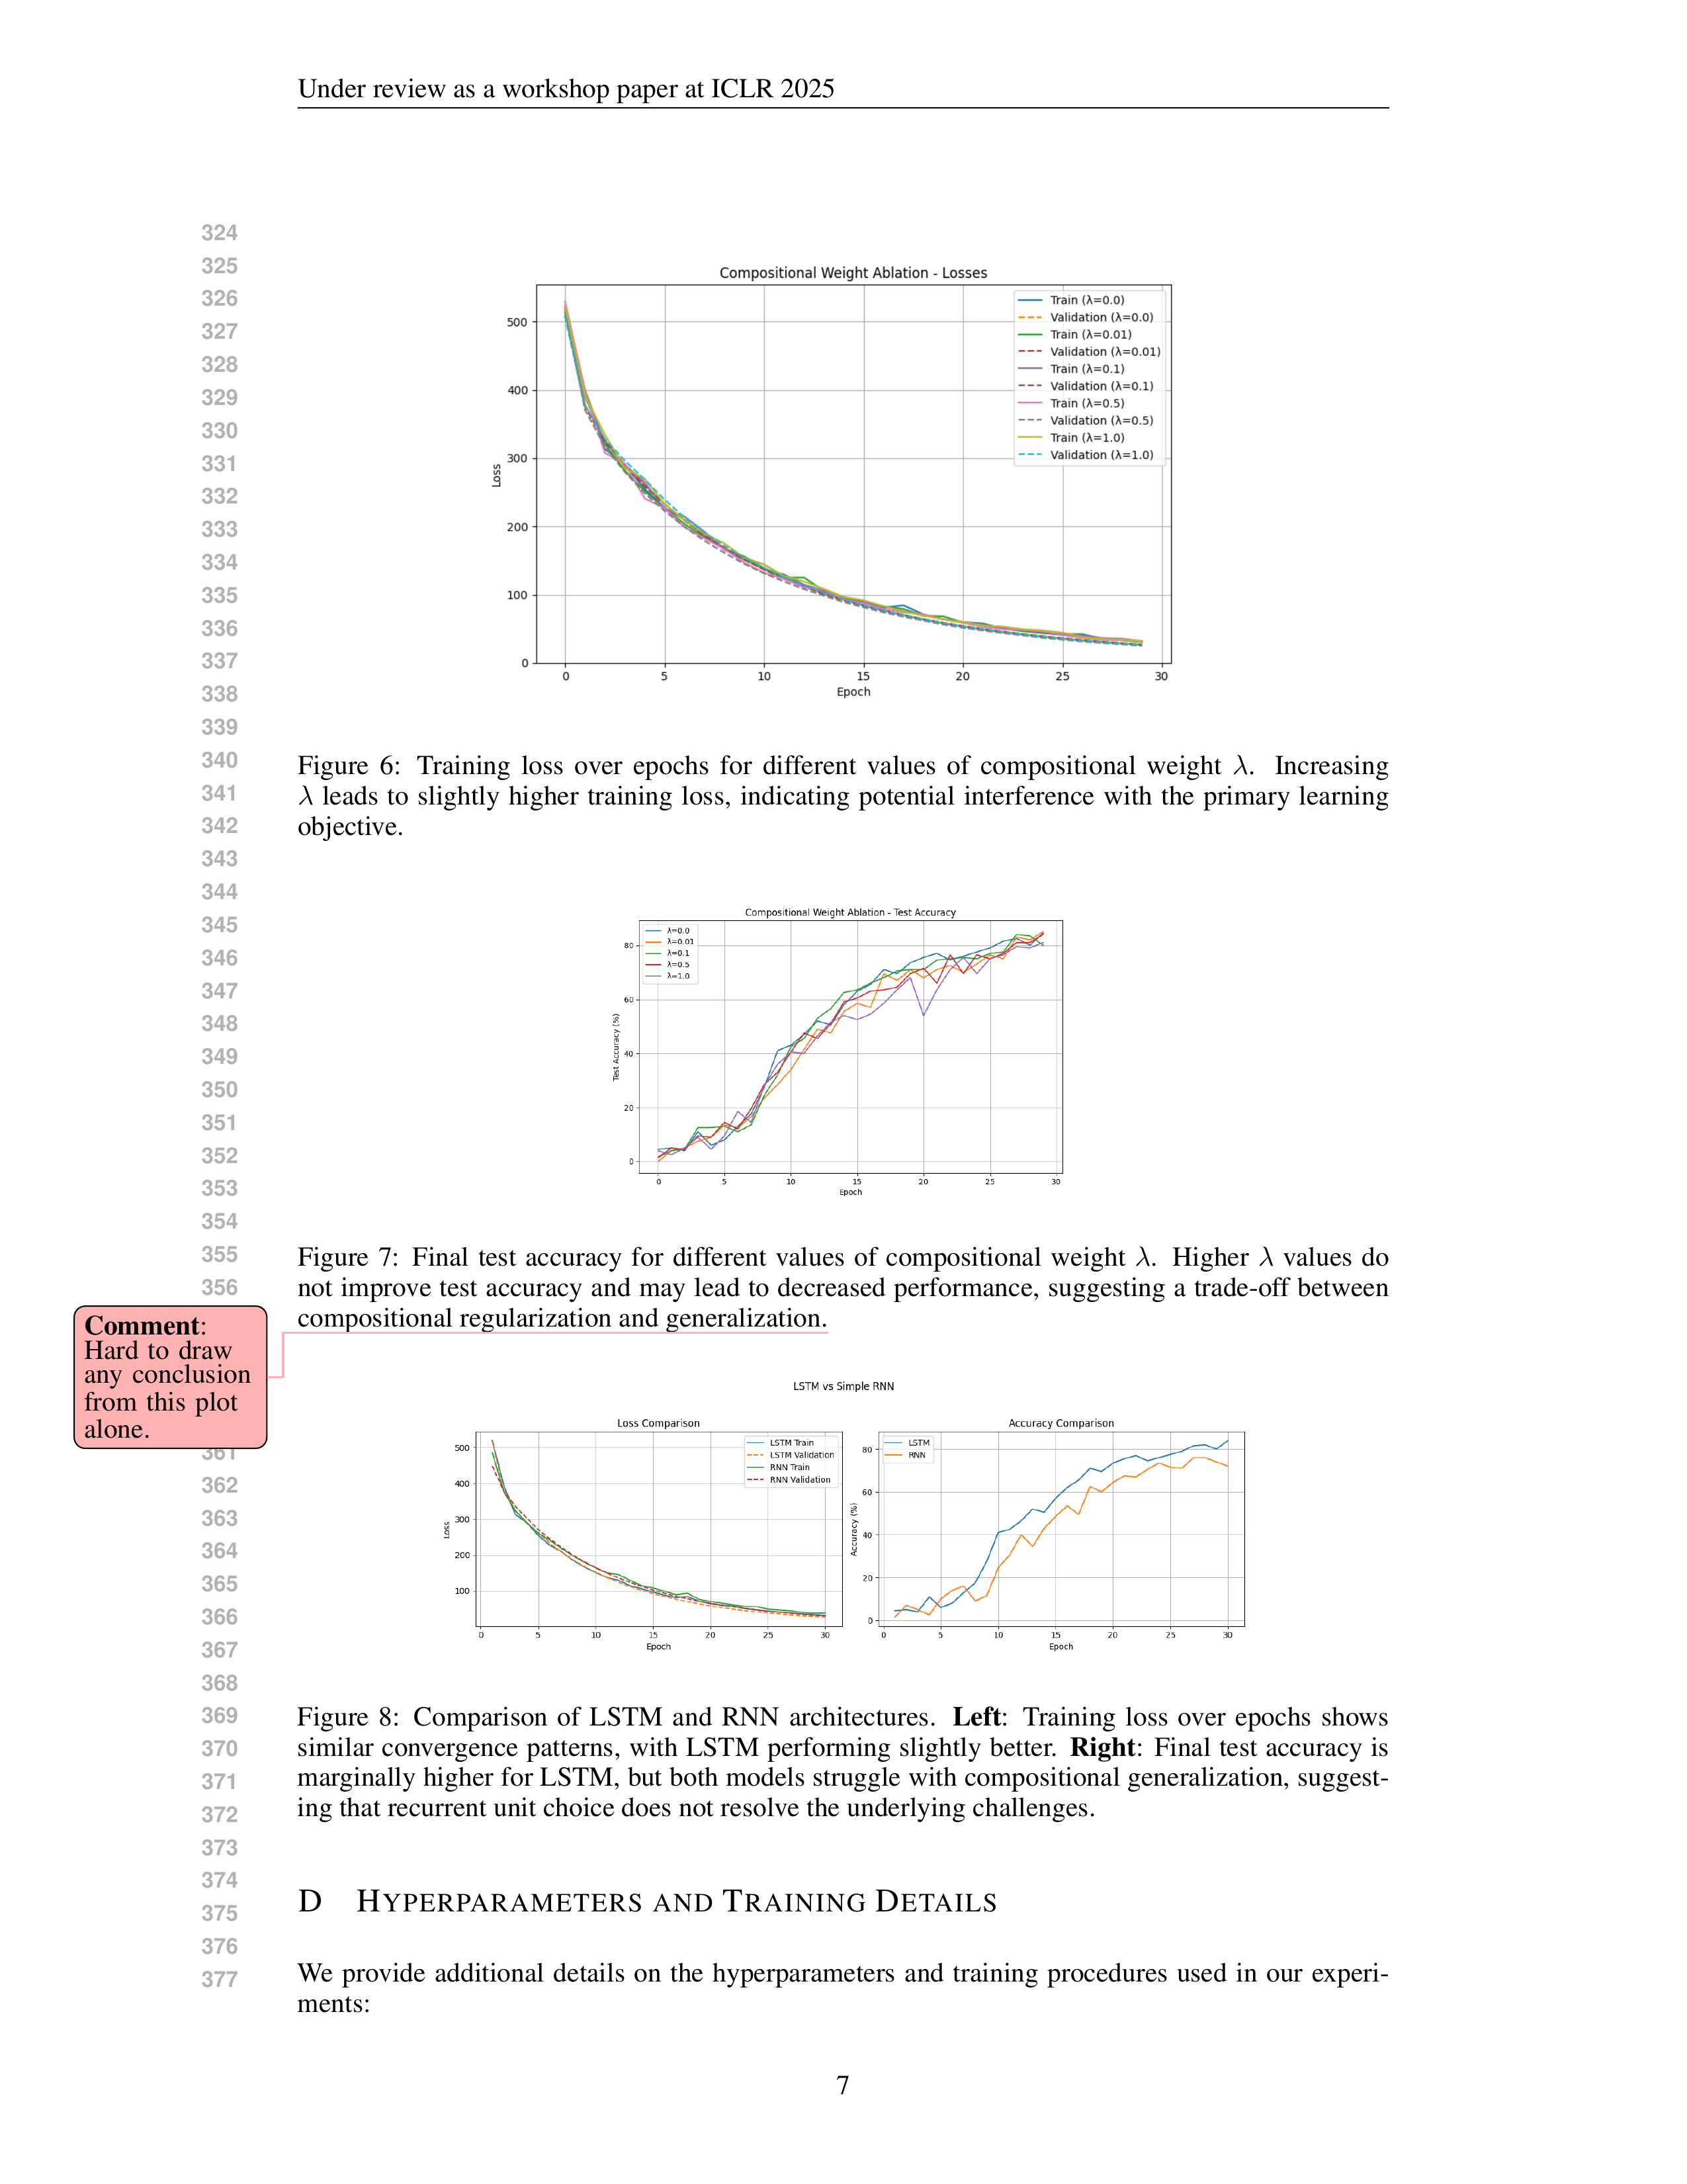 Under review as a workshop paper at ICLR 2025
324
325
326
327
328
329
330
331
332
333
334
335
336
337
338
339
340
341
342
343
344
345
346
347
348
349
350
351
352
353
354
355
356
361
362
363
364
365
366
367
368
369
370
371
372
373
374
375
376
377
Compositional Weight Ablation - Losses
Train (λ=0.0)
Validation (λ=0.0)
Train (λ=0.01)
Validation (λ=0.01)
Train (λ=0.1)
Validation (λ=0.1)
Train (λ=0.5)
Validation (λ=0.5)
Train (λ=1.0)
Validation (λ=1.0)
500
400
300
200
100
0
Loss
0 5 10 15 20 25 30
Epoch
Figure 6: Training loss over epochs for different values of compositional weight λ. Increasing
λ leads to slightly higher training loss, indicating potential interference with the primary learning
objective.
Compositional Weight Ablation - Test Accuracy
λ=0.0
λ=0.01
λ=0.1
λ=0.5
λ=1.0
80
60
40
20
0
Test Accuracy (%)
0 5 10 15 20 25 30
Epoch
Figure 7: Final test accuracy for different values of compositional weight λ. Higher λ values do
not improve test accuracy and may lead to decreased performance, suggesting a trade-off between
compositional regularization and generalization.
Comment:
Hard to draw
any conclusion
from this plot
alone.
LSTM vs Simple RNN
Loss Comparison
LSTM Train
LSTM Validation
RNN Train
RNN Validation
500
400
300
200
100
Loss
0 5 10 15 20 25 30
Epoch
Accuracy Comparison
LSTM
RNN
80
60
40
20
0
Accuracy (%)
0 5 10 15 20 25 30
Epoch
Figure 8: Comparison of LSTM and RNN architectures. Left: Training loss over epochs shows
similar convergence patterns, with LSTM performing slightly better. Right: Final test accuracy is
marginally higher for LSTM, but both models struggle with compositional generalization, suggest-
ing that recurrent unit choice does not resolve the underlying challenges.
D HYPERPARAMETERS AND TRAINING DETAILS
We provide additional details on the hyperparameters and training procedures used in our experi-
ments:
7